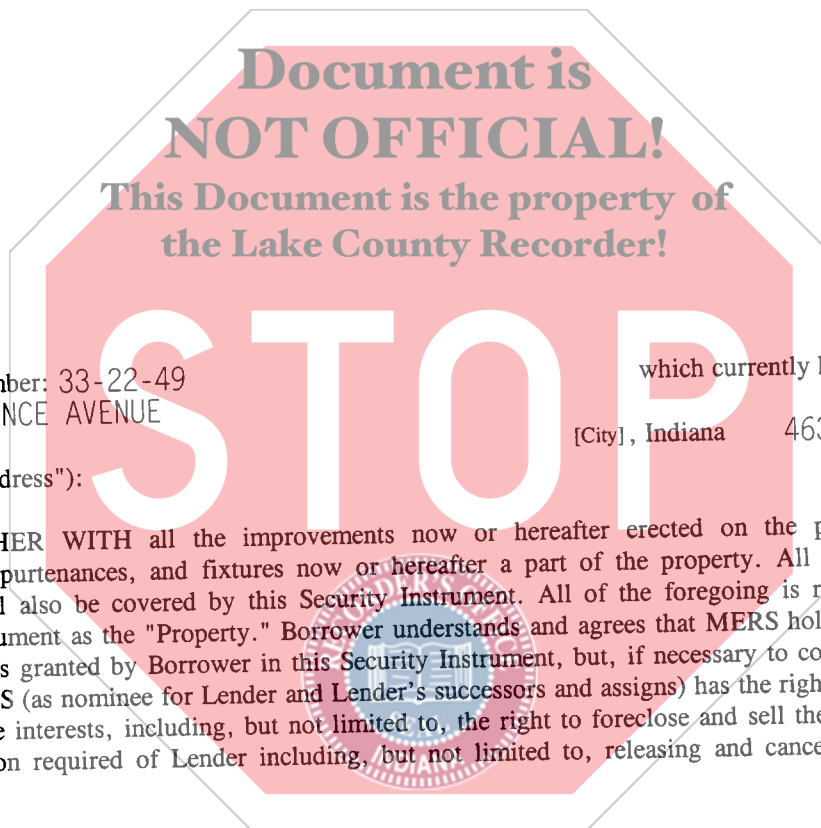 Document is
NOT OFFICIAL!
This Document is the property of
the Lake County Recorder!
STOP
nber: 33-22-49 which currently
NCE AVENUE
[City], Indiana 463
dress"):
HER WITH all the improvements now or hereafter erected on the p
purtenances, and fixtures now or hereafter a part of the property. All
l also be covered by this Security Instrument. All of the foregoing is r
ument as the "Property." Borrower understands and agrees that MERS hol
s granted by Borrower in this Security Instrument, but, if necessary to co
S (as nominee for Lender and Lender's successors and assigns) has the righ
e interests, including, but not limited to, the right to foreclose and sell the
on required of Lender including, but not limited to, releasing and cance
INDIANA